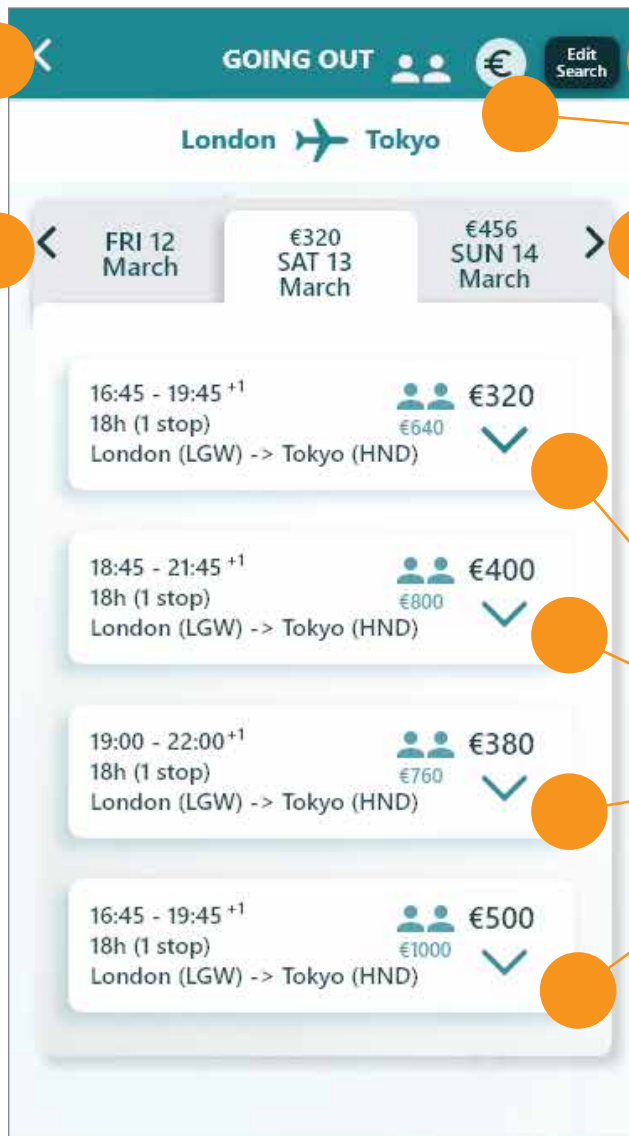 GOING OUT € Edit Search
London Tokyo
FRI 12 March
€320 SAT 13 March
€456 SUN 14 March
16:45 - 19:45 +1
€320
18h (1 stop)
€640
London (LGW) -> Tokyo (HND)
18:45 - 21:45 +1
€400
18h (1 stop)
€800
London (LGW) -> Tokyo (HND)
19:00 - 22:00 +1
€380
18h (1 stop)
€760
London (LGW) -> Tokyo (HND)
16:45 - 19:45 +1
€500
18h (1 stop)
€1000
London (LGW) -> Tokyo (HND)